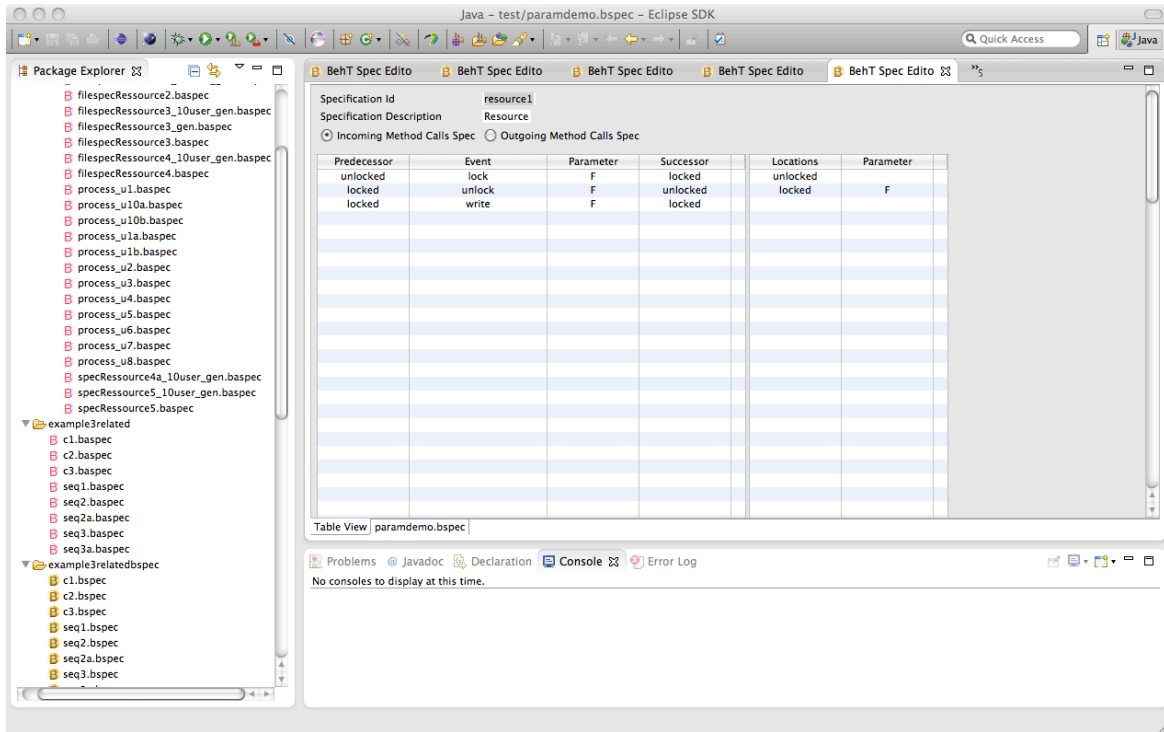 Java – test/paramdemo.bspec – Eclipse SDK
Quick Access
Java
Package Explorer
filespecRessource2.baspec
filespecRessource3_10user_gen.baspec
filespecRessource3_gen.baspec
filespecRessource3.baspec
filespecRessource4_10user_gen.baspec
filespecRessource4.baspec
process_u1.baspec
process_u10a.baspec
process_u10b.baspec
process_u1a.baspec
process_u1b.baspec
process_u2.baspec
process_u3.baspec
process_u4.baspec
process_u5.baspec
process_u6.baspec
process_u7.baspec
process_u8.baspec
specRessource4a_10user_gen.baspec
specRessource5_10user_gen.baspec
specRessource5.baspec
example3related
c1.baspec
c2.baspec
c3.baspec
seq1.baspec
seq2.baspec
seq2a.baspec
seq3.baspec
seq3a.baspec
example3relatedbspec
c1.bspec
c2.bspec
c3.bspec
seq1.bspec
seq2.bspec
seq2a.bspec
seq3.bspec
BehT Spec Edito BehT Spec Edito BehT Spec Edito BehT Spec Edito BehT Spec Edito »5
Specification Id resource1
Specification Description Resource
Incoming Method Calls Spec Outgoing Method Calls Spec
Predecessor Event Parameter Successor Locations Parameter
unlocked lock F locked unlocked
locked unlock F unlocked locked F
locked write F locked
Table View paramdemo.bspec
Problems @ Javadoc Declaration Console Error Log
No consoles to display at this time.